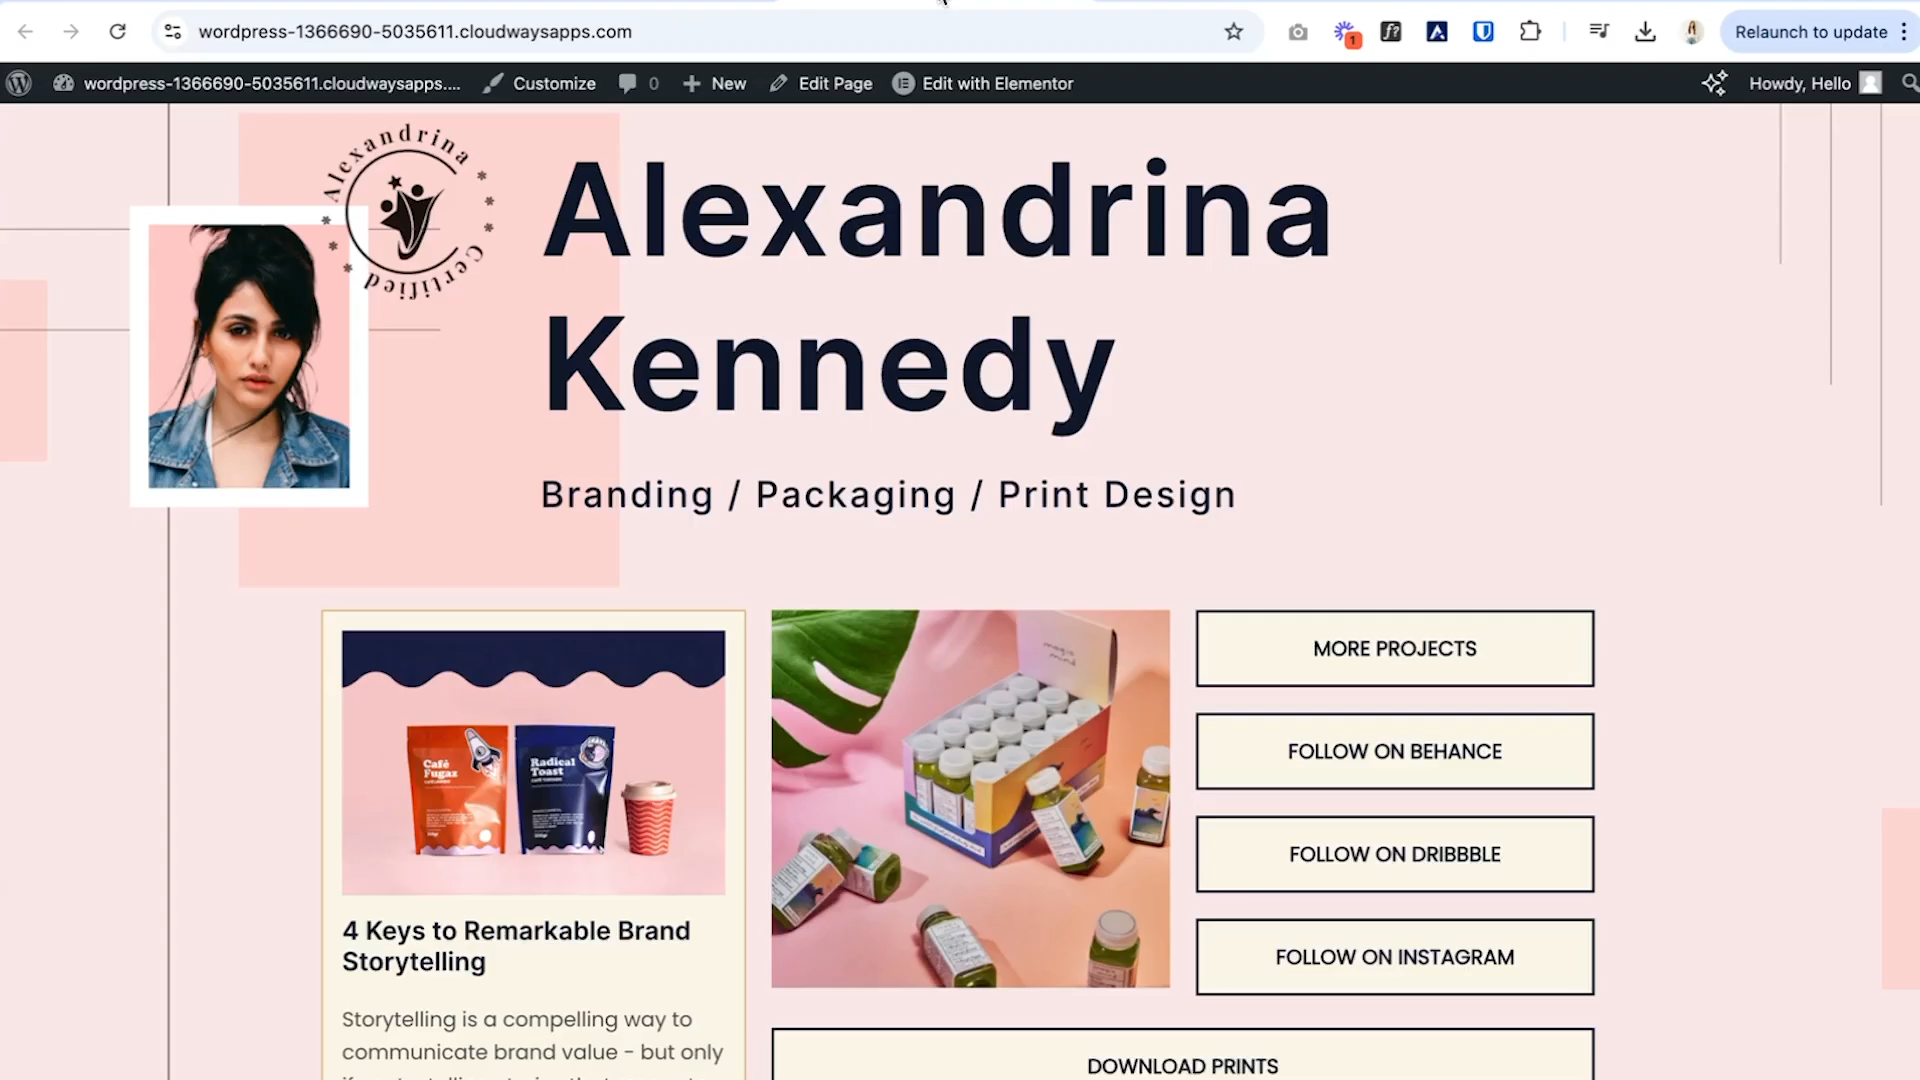 wordpress-1366690-5035611.cloudwaysapps.com
1
f?
Relaunch to update
wordpress-1366690-5035611.cloudwaysapps....
Customize
0
New
Edit Page
Edit with Elementor
Howdy, Hello
Alexandrina
Certified
Alexandrina
Kennedy
Branding / Packaging / Print Design
Café
Fugaz
Radical
Toast
4 Keys to Remarkable Brand
Storytelling
Storytelling is a compelling way to
communicate brand value - but only
magic
mind
MORE PROJECTS
FOLLOW ON BEHANCE
FOLLOW ON DRIBBBLE
FOLLOW ON INSTAGRAM
DOWNLOAD PRINTS